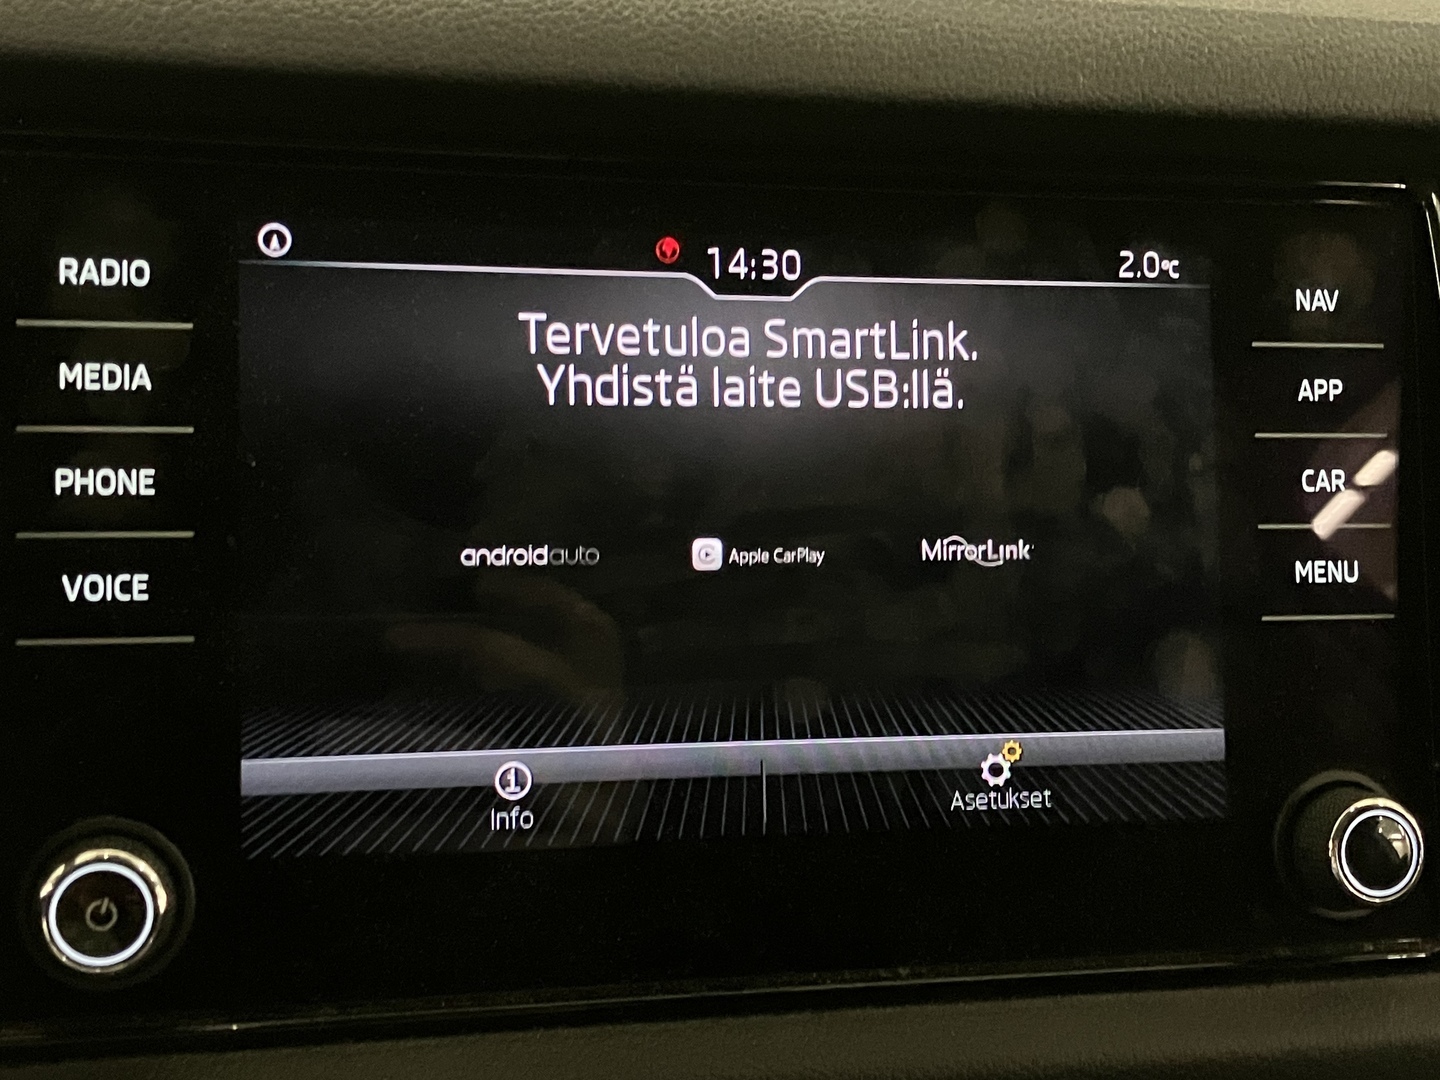 RADIO
MEDIA
PHONE
VOICE
14:30
2.0°C
Tervetuloa SmartLink.
Yhdistä laite USB:llä.
androidauto
Apple CarPlay
MirrorLink
Info
Asetukset
NAV
APP
CAR
MENU